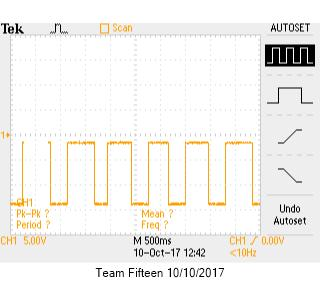 Tek
Scan
AUTOSET
1
CH1
Pk-Pk ?
Mean ?
Period ?
Freq ?
Undo
Autoset
CH1 5.00V
M 500ms
CH1 / 0.00V
10-Oct-17 12:42
<10Hz
Team Fifteen 10/10/2017